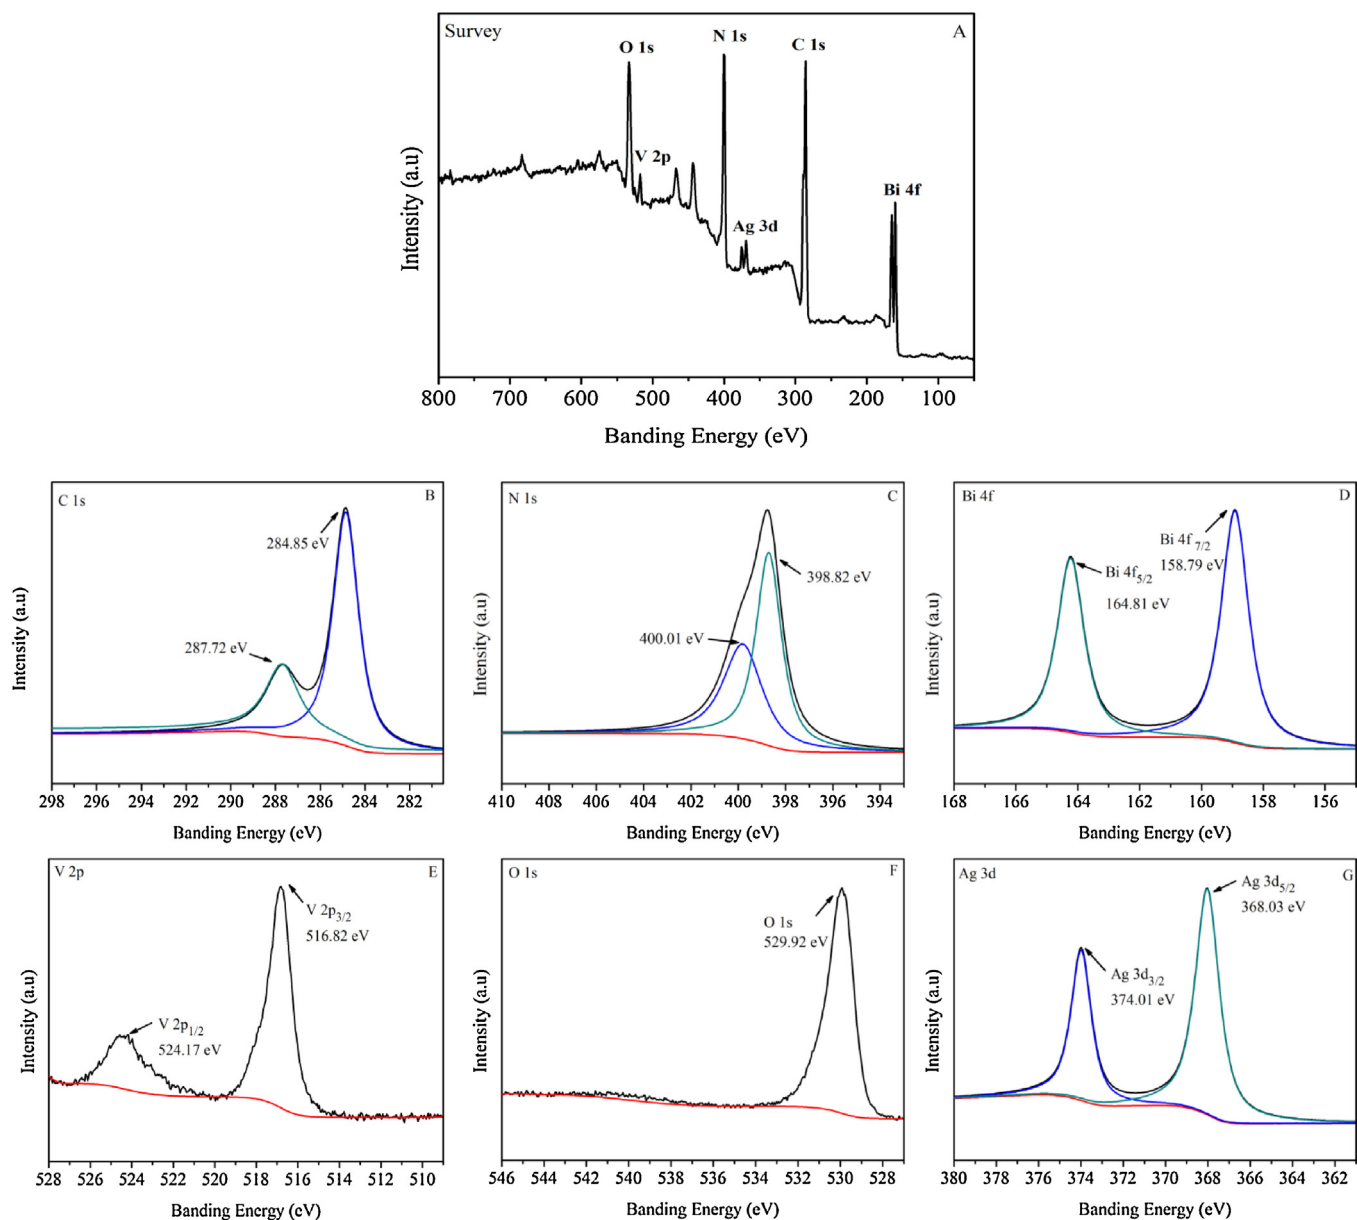 Survey
A
O 1s
N 1s
C 1s
V 2p
Ag 3d
Bi 4f
Intensity (a.u)
800 700 600 500 400 300 200 100
Banding Energy (eV)
C 1s
B
284.85 eV
287.72 eV
Intensity (a.u)
298 296 294 292 290 288 286 284 282
Banding Energy (eV)
N 1s
C
398.82 eV
400.01 eV
Intensity (a.u)
410 408 406 404 402 400 398 396 394
Banding Energy (eV)
Bi 4f
D
Bi 4f7/2
158.79 eV
Bi 4f5/2
164.81 eV
Intensity (a.u)
168 166 164 162 160 158 156
Banding Energy (eV)
V 2p
E
V 2p3/2
516.82 eV
V 2p1/2
524.17 eV
Intensity (a.u)
528 526 524 522 520 518 516 514 512 510
Banding Energy (eV)
O 1s
F
O 1s
529.92 eV
Intensity (a.u)
546 544 542 540 538 536 534 532 530 528
Banding Energy (eV)
Ag 3d
G
Ag 3d5/2
368.03 eV
Ag 3d3/2
374.01 eV
Intensity (a.u)
380 378 376 374 372 370 368 366 364 362
Banding Energy (eV)